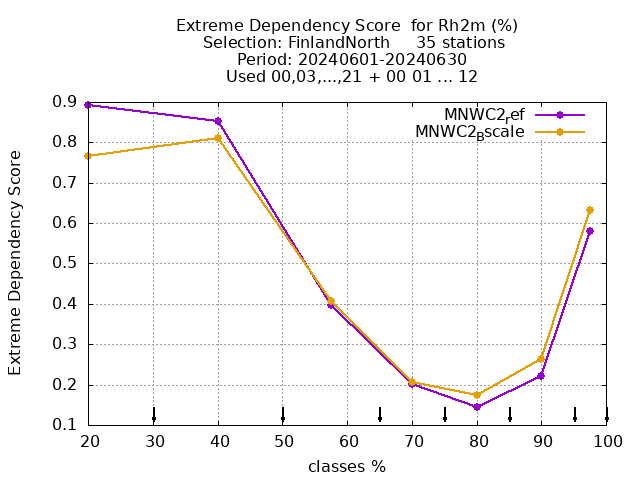 Extreme Dependency Score  for Rh2m (%)
Selection: FinlandNorth     35 stations
Period: 20240601-20240630
Used 00,03,...,21 + 00 01 ... 12
MNWC2ref
MNWC2Bscale
Extreme Dependency Score
0.9
0.8
0.7
0.6
0.5
0.4
0.3
0.2
0.1
20 30 40 50 60 70 80 90 100
classes %